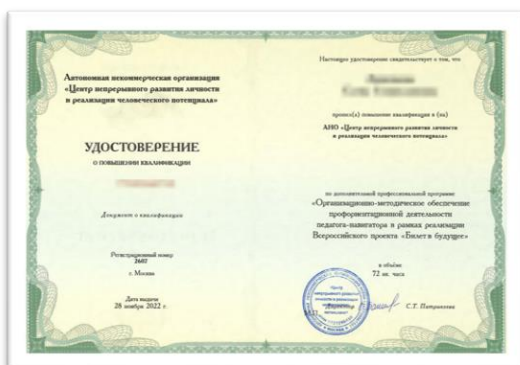 Автономная некоммерческая организация
«Центр непрерывного развития личности
и реализации человеческого потенциала»
УДОСТОВЕРЕНИЕ
О ПОВЫШЕНИИ КВАЛИФИКАЦИИ
Документ о квалификации
Регистрационный номер
2607
г. Москва
Дата выдачи
28 ноября 2022 г.
Настоящее удостоверение свидетельствует о том, что
прошел(а) повышение квалификации в (на)
АНО «Центр непрерывного развития личности
и реализации человеческого потенциала»
по дополнительной профессиональной программе
«Организационно-методическое обеспечение
профориентационной деятельности
педагога-навигатора в рамках реализации
Всероссийского проекта «Билет в будущее»
в объёме
72 ак. часа